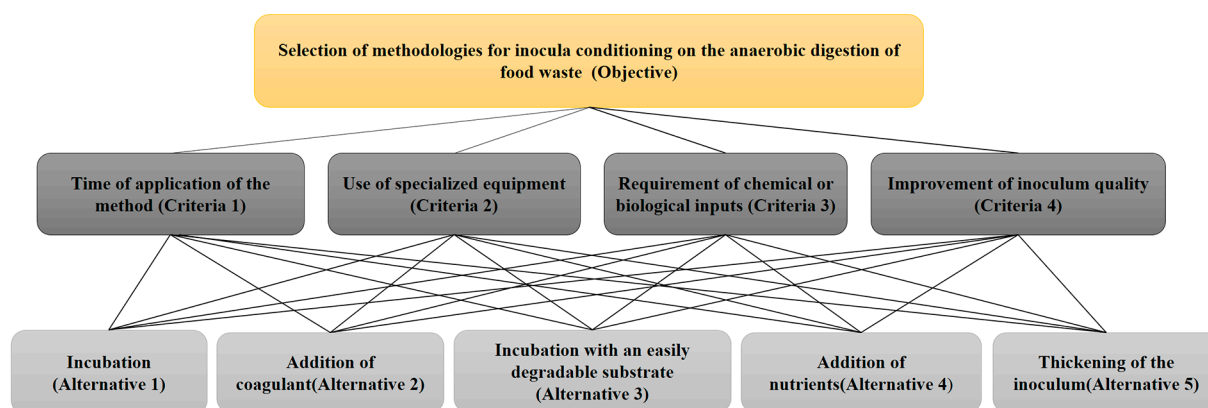 Selection of methodologies for inocula conditioning on the anaerobic digestion of
food waste (Objective)
Time of application of the
method (Criteria 1)
Use of specialized equipment
(Criteria 2)
Requirement of chemical or
biological inputs (Criteria 3)
Improvement of inoculum quality
(Criteria 4)
Incubation
(Alternative 1)
Addition of
coagulant(Alternative 2)
Incubation with an easily
degradable substrate
(Alternative 3)
Addition of
nutrients(Alternative 4)
Thickening of the
inoculum(Alternative 5)